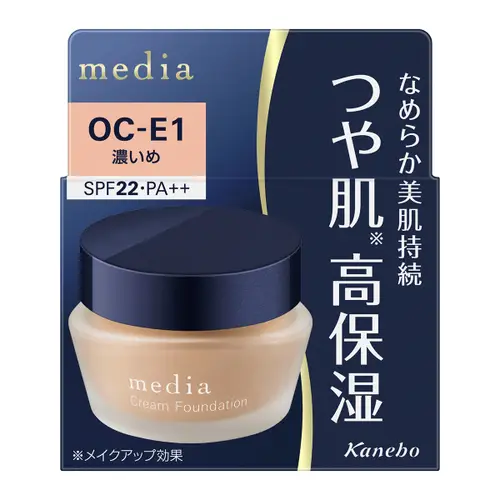 media
OC-E1
濃いめ
SPF22・PA++
なめらか美肌持続
つや肌※高保湿
media
Cream Foundation
※メイクアップ効果
Kanebo